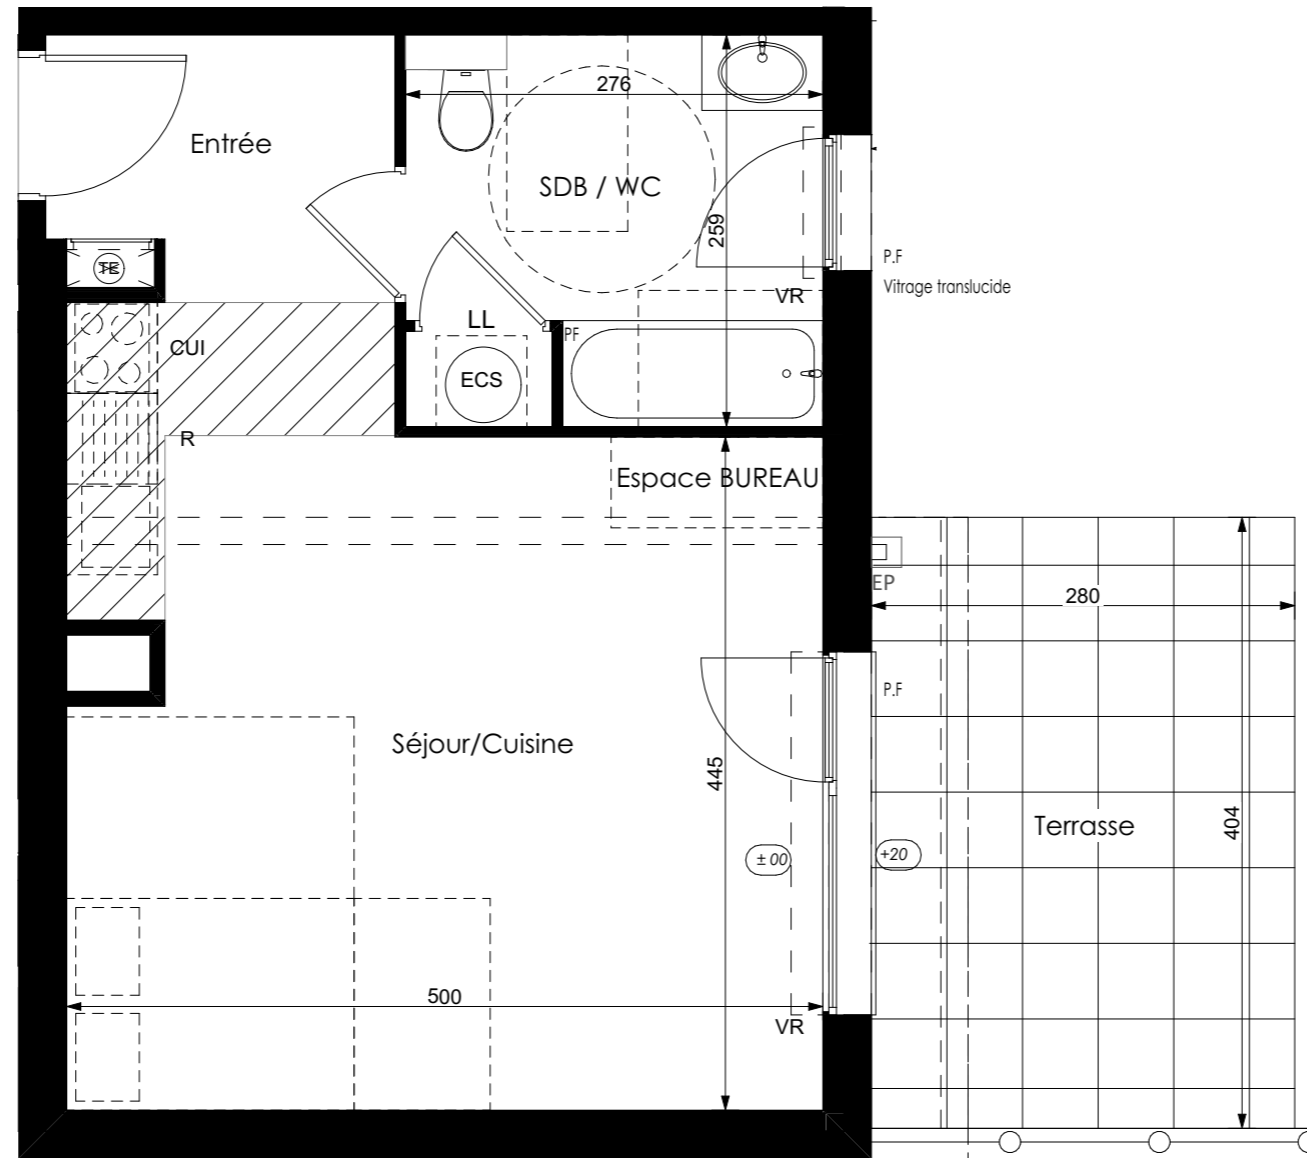 276
Entrée
SDB / WC
259
P.F
Vitrage translucide
TE
VR
LL
PF
CUI
ECS
R
Espace BUREAU
EP
280
P.F
Séjour/Cuisine
445
Terrasse
404
± 00
+20
500
VR